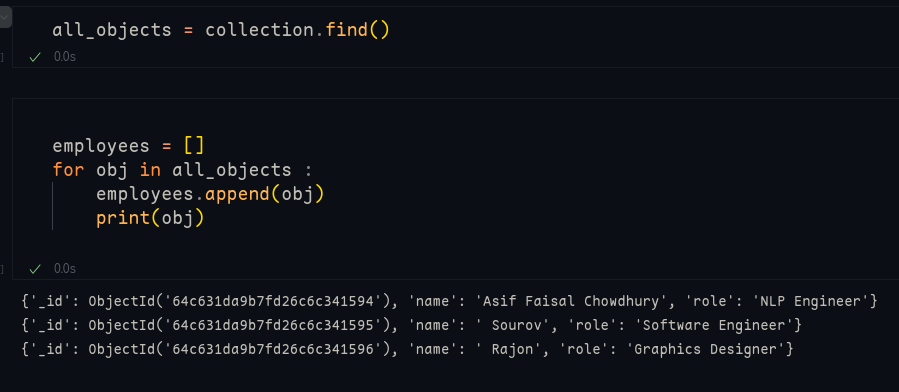 all_objects = collection.find()
0.0s
employees = []
for obj in all_objects :
    employees.append(obj)
    print(obj)
0.0s
{'_id': ObjectId('64c631da9b7fd26c6c341594'), 'name': 'Asif Faisal Chowdhury', 'role': 'NLP Engineer'}
{'_id': ObjectId('64c631da9b7fd26c6c341595'), 'name': ' Sourov', 'role': 'Software Engineer'}
{'_id': ObjectId('64c631da9b7fd26c6c341596'), 'name': ' Rajon', 'role': 'Graphics Designer'}